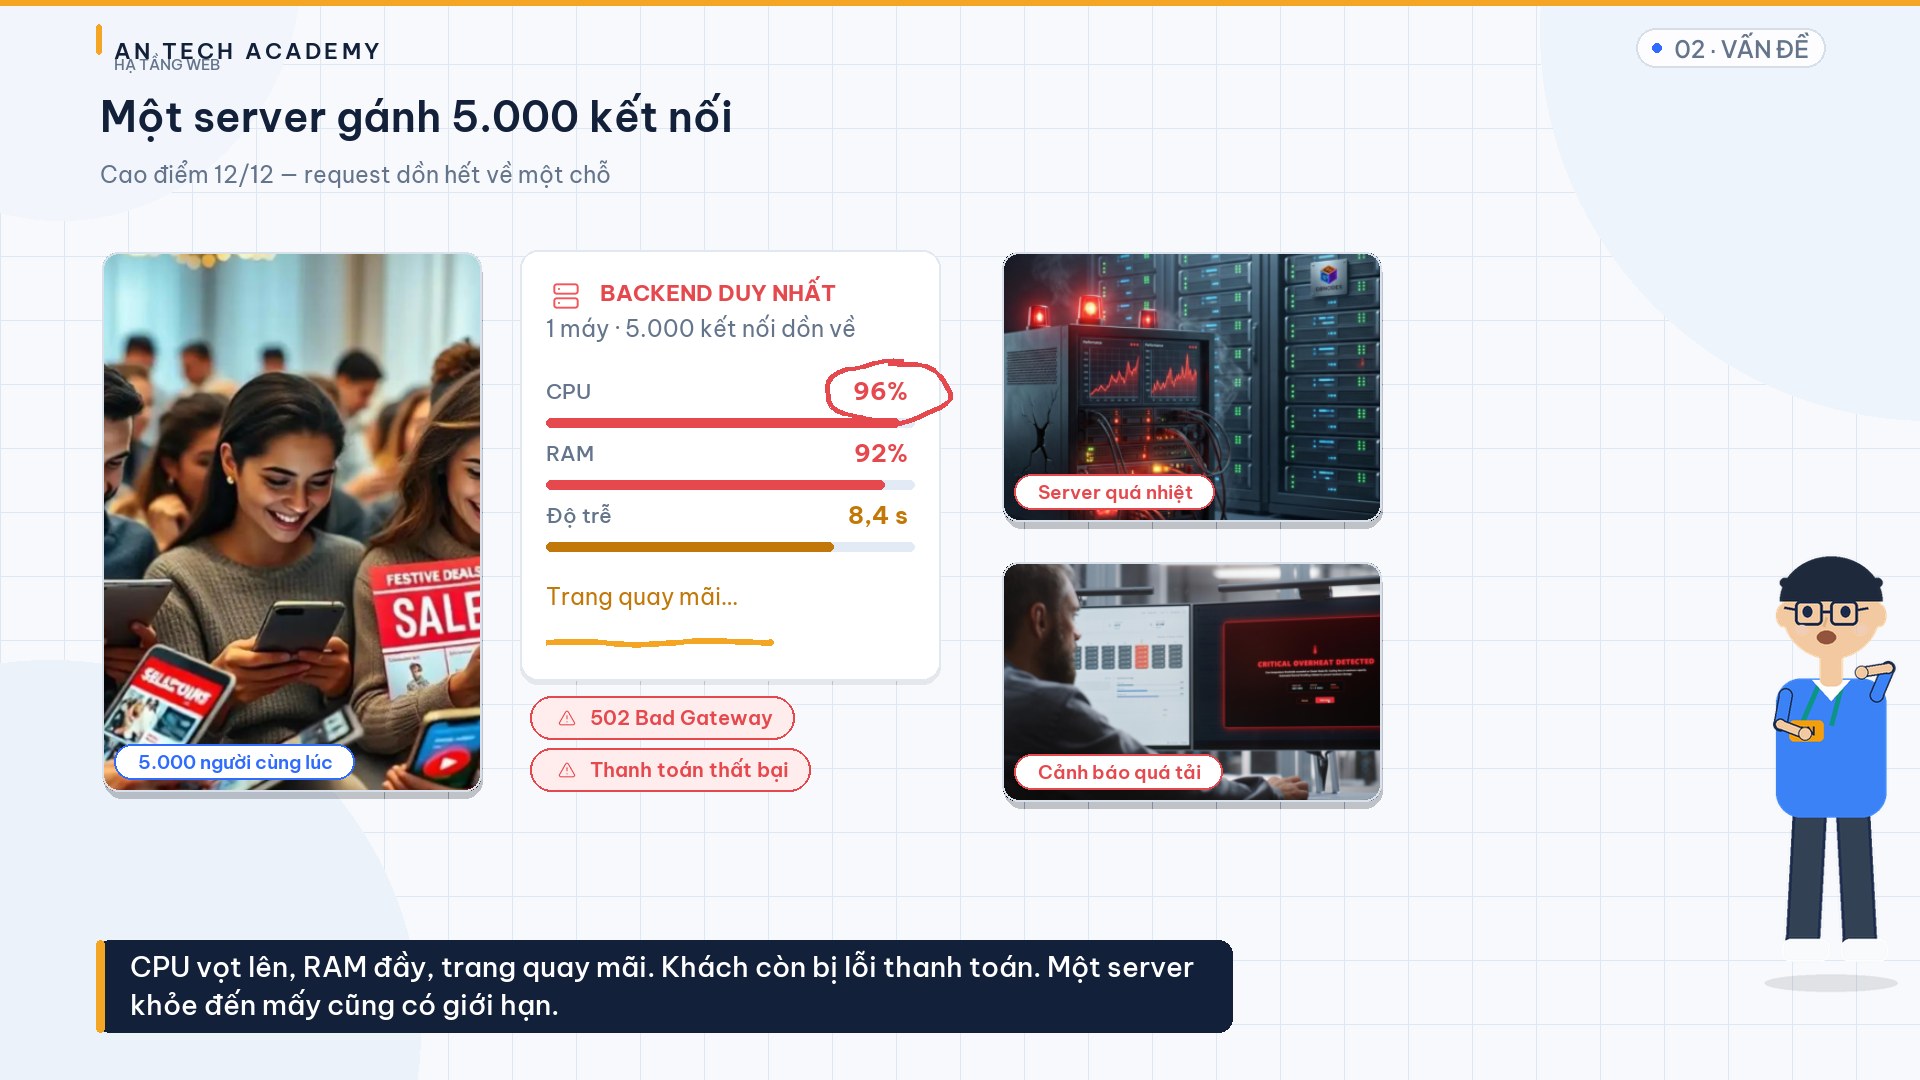 AN TECH ACADEMY
HẠ TẦNG WEB
02 · VẤN ĐỀ
Một server gánh 5.000 kết nối
Cao điểm 12/12 — request dồn hết về một chỗ
FESTIVE DEALS
SALE
5.000 người cùng lúc
BACKEND DUY NHẤT
1 máy · 5.000 kết nối dồn về
CPU 96%
RAM 92%
Độ trễ 8,4 s
Trang quay mãi...
502 Bad Gateway
Thanh toán thất bại
Server quá nhiệt
CRITICAL OVERHEAT DETECTED
Cảnh báo quá tải
CPU vọt lên, RAM đầy, trang quay mãi. Khách còn bị lỗi thanh toán. Một server
khỏe đến mấy cũng có giới hạn.